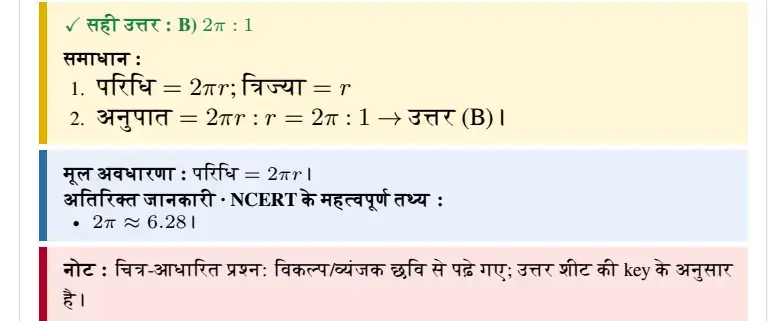 ✓ सही उत्तर : B) 2π : 1
समाधान :
1. परिधि = 2πr; त्रिज्या = r
2. अनुपात = 2πr : r = 2π : 1 → उत्तर (B)।
मूल अवधारणा : परिधि = 2πr।
अतिरिक्त जानकारी · NCERT के महत्वपूर्ण तथ्य :
• 2π ≈ 6.28।
नोट : चित्र-आधारित प्रश्न: विकल्प/व्यंजक छवि से पढ़े गए; उत्तर शीट की key के अनुसार
है।